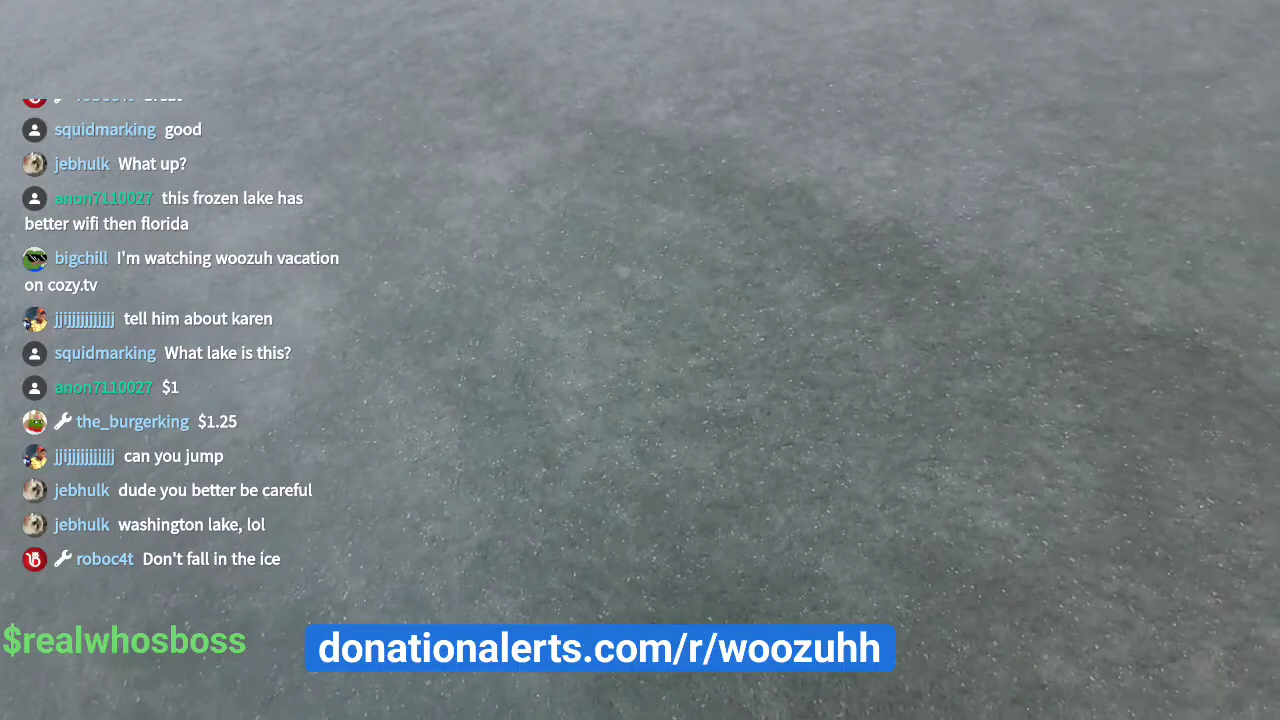 squidmarking good
jebhulk What up?
anon7110027 this frozen lake has
better wifi then florida
bigchill I'm watching woozuh vacation
on cozy.tv
jjijjjjjjjjjjj tell him about karen
squidmarking What lake is this?
anon7110027 $1
the_burgerking $1.25
jjijjjjjjjjjjj can you jump
jebhulk dude you better be careful
jebhulk washington lake, lol
roboc4t Don't fall in the ice
$realwhosboss
donationalerts.com/r/woozuhh